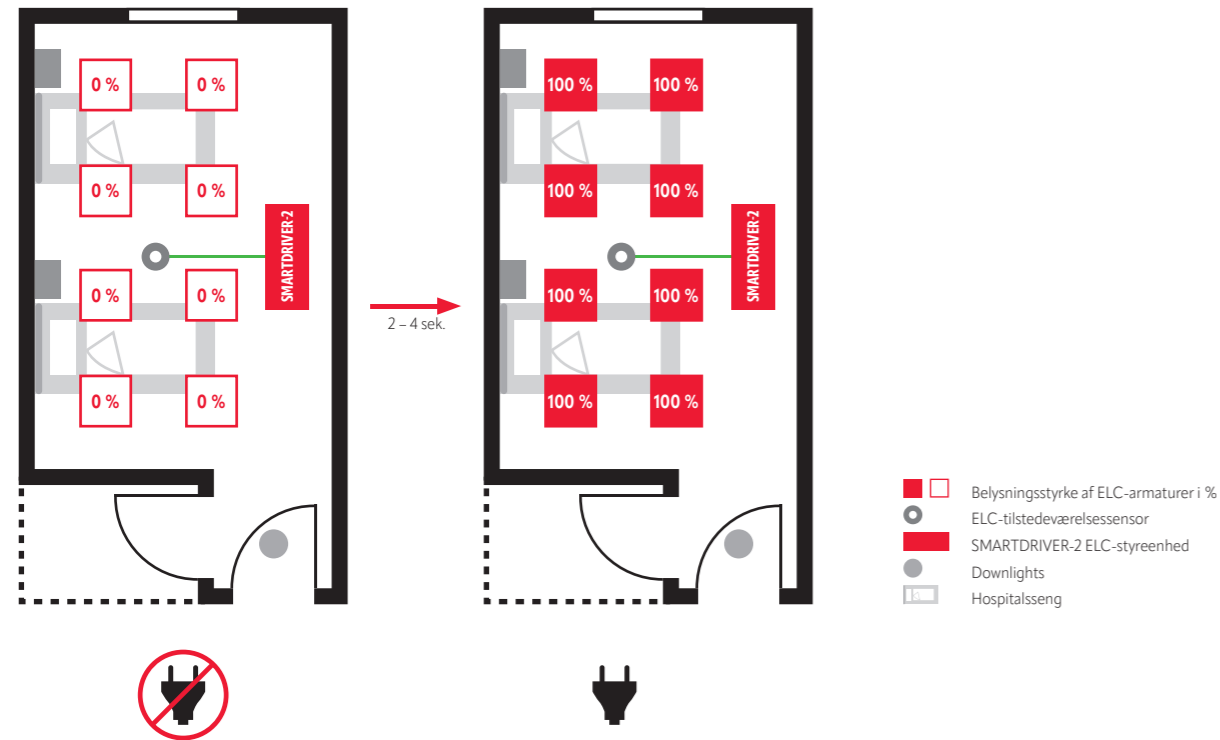 0 %
0 %
100 %
100 %
0 %
0 %
100 %
100 %
SMARTDRIVER-2
SMARTDRIVER-2
0 %
0 %
100 %
100 %
2 – 4 sek.
0 %
0 %
100 %
100 %
Belysningsstyrke af ELC-armaturer i %
ELC-tilstedeværelsessensor
SMARTDRIVER-2 ELC-styreenhed
Downlights
Hospitalsseng